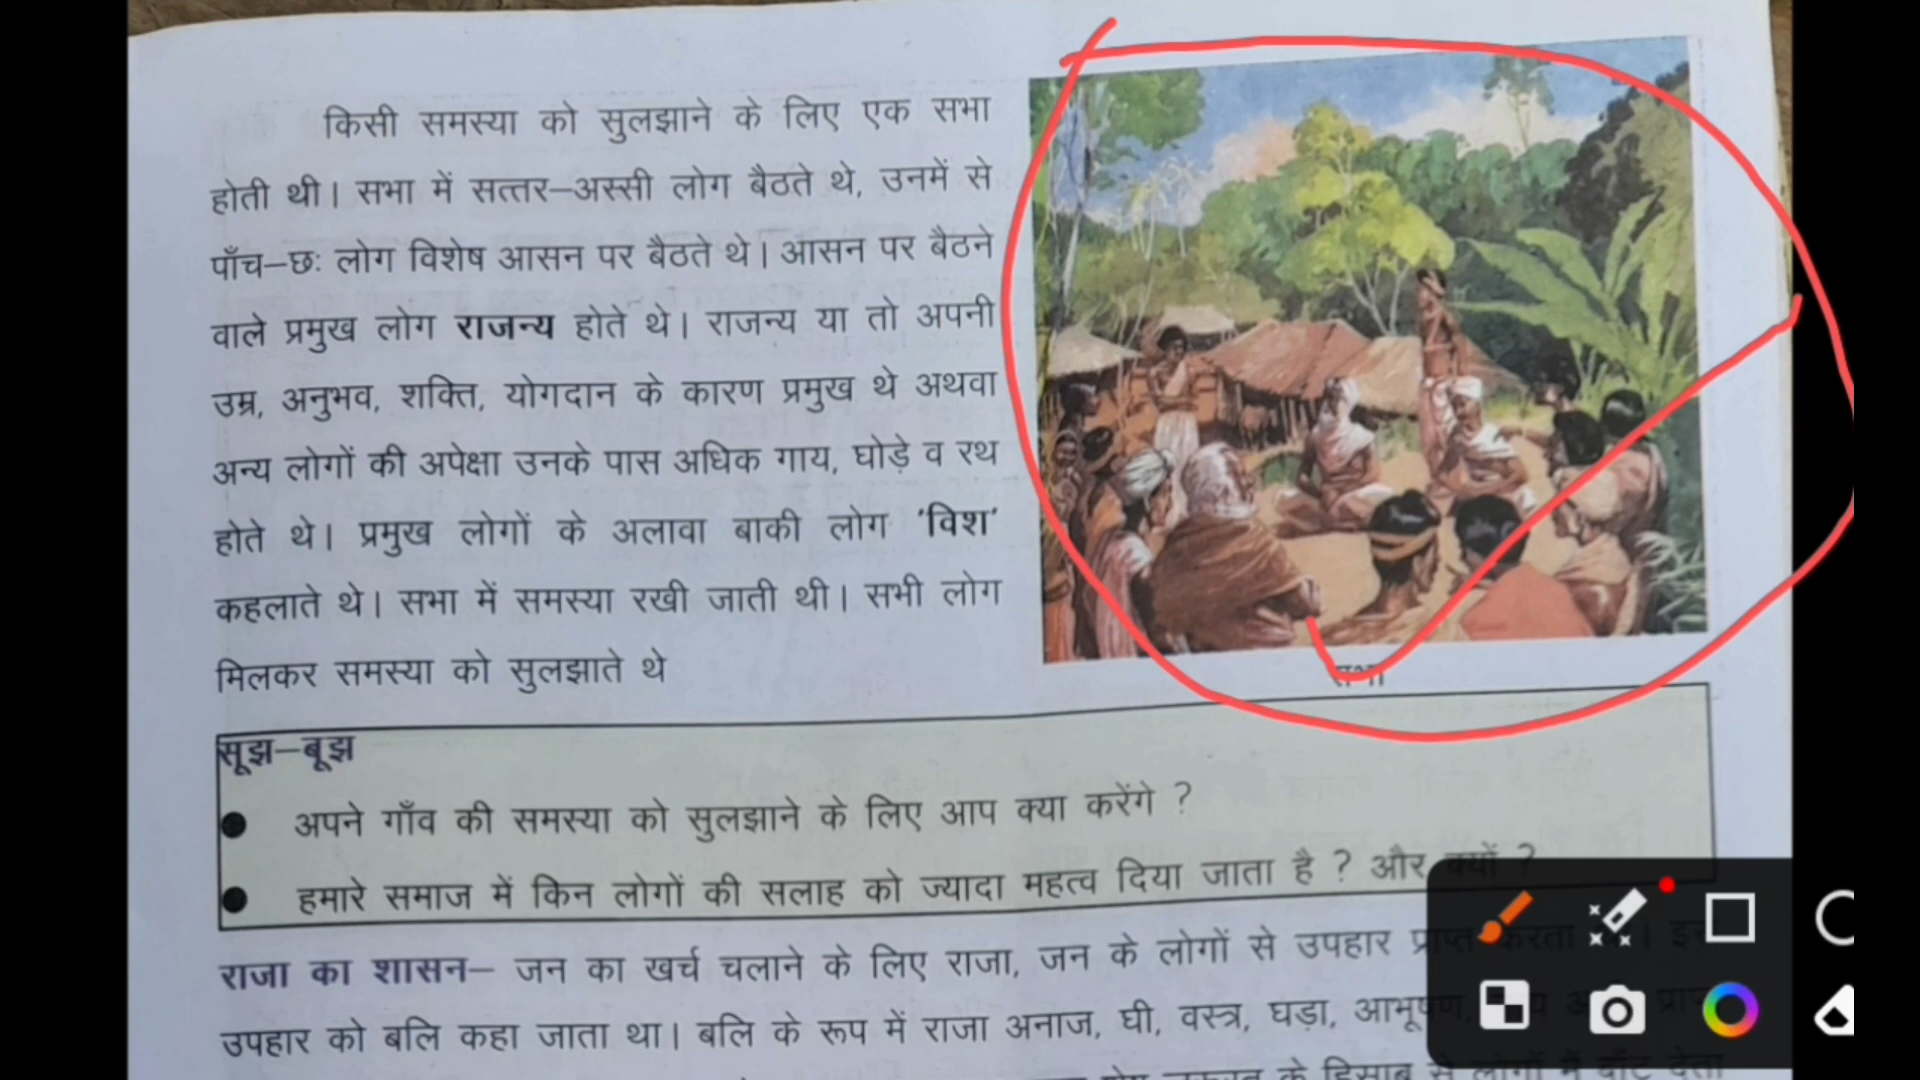 किसी समस्या को सुलझाने के लिए एक सभा
होती थी। सभा में सत्तर–अस्सी लोग बैठते थे, उनमें से
पाँच–छः लोग विशेष आसन पर बैठते थे। आसन पर बैठने
वाले प्रमुख लोग राजन्य होते थे। राजन्य या तो अपनी
उम्र, अनुभव, शक्ति, योगदान के कारण प्रमुख थे अथवा
अन्य लोगों की अपेक्षा उनके पास अधिक गाय, घोड़े व रथ
होते थे। प्रमुख लोगों के अलावा बाकी लोग ‘विश’
कहलाते थे। सभा में समस्या रखी जाती थी। सभी लोग
मिलकर समस्या को सुलझाते थे
सभा
सूझ–बूझ
● अपने गाँव की समस्या को सुलझाने के लिए आप क्या करेंगे ?
● हमारे समाज में किन लोगों की सलाह को ज्यादा महत्व दिया जाता है ? और क्यों ?
राजा का शासन– जन का खर्च चलाने के लिए राजा, जन के लोगों से उपहार प्राप्त करता
उपहार को बलि कहा जाता था। बलि के रूप में राजा अनाज, घी, वस्त्र, घड़ा, आभूषण,
के हिसाब से लोगों में बाँट देता